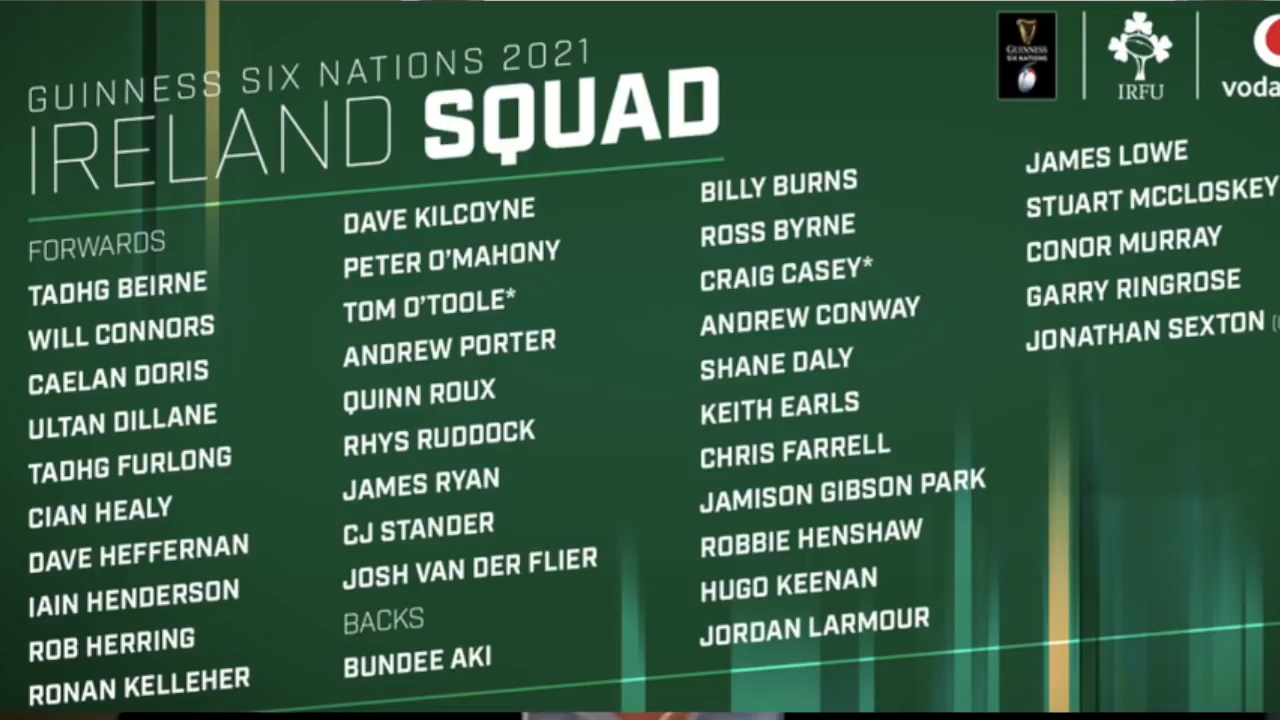 GUINNESS SIX NATIONS 2021
IRELAND SQUAD
GUINNESS
SIX NATIONS
IRFU
FORWARDS
TADHG BEIRNE
WILL CONNORS
CAELAN DORIS
ULTAN DILLANE
TADHG FURLONG
CIAN HEALY
DAVE HEFFERNAN
IAIN HENDERSON
ROB HERRING
RONAN KELLEHER
DAVE KILCOYNE
PETER O'MAHONY
TOM O'TOOLE*
ANDREW PORTER
QUINN ROUX
RHYS RUDDOCK
JAMES RYAN
CJ STANDER
JOSH VAN DER FLIER
BACKS
BUNDEE AKI
BILLY BURNS
ROSS BYRNE
CRAIG CASEY*
ANDREW CONWAY
SHANE DALY
KEITH EARLS
CHRIS FARRELL
JAMISON GIBSON PARK
ROBBIE HENSHAW
HUGO KEENAN
JORDAN LARMOUR
JAMES LOWE
STUART MCCLOSKEY
CONOR MURRAY
GARRY RINGROSE
JONATHAN SEXTON